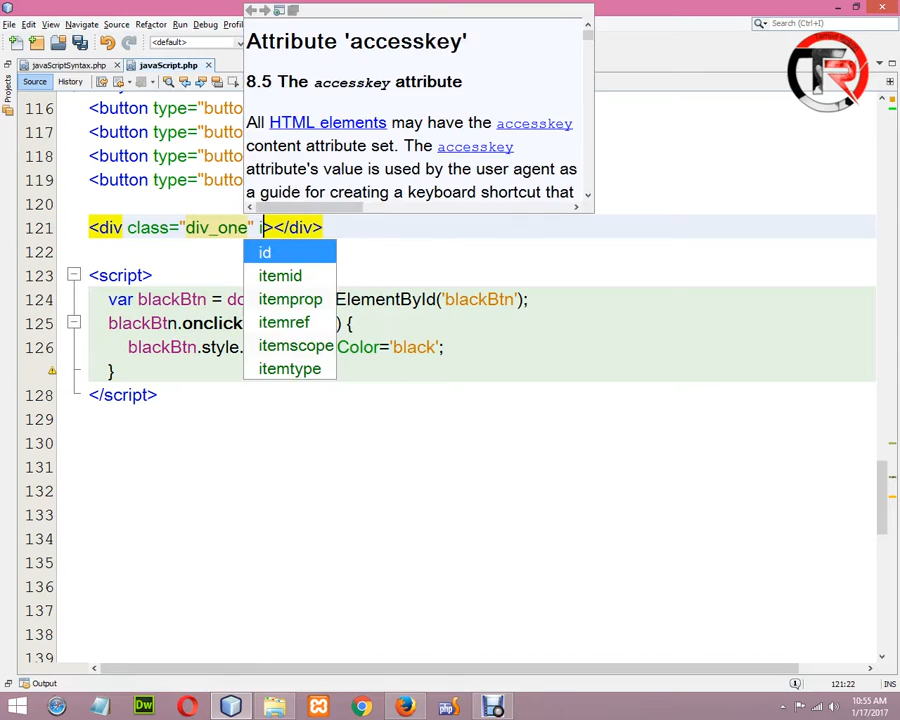 File Edit View Navigate Source Refactor Run Debug Profi
Search (Ctrl+I)
<default>
javaScriptSyntax.php javaScript.php
Source History
Projects
Attribute 'accesskey'
8.5 The accesskey attribute
All HTML elements may have the accesskey
content attribute set. The accesskey
attribute's value is used by the user agent as
a guide for creating a keyboard shortcut that
116 <button type="butto
117 <button type="butto
118 <button type="butto
119 <button type="butto
120
121 <div class="div_one" i></div>
122
id
itemid
itemprop
itemref
itemscope
itemtype
123 <script>
124 var blackBtn = do ElementById('blackBtn');
125 blackBtn.onclick ) {
126 blackBtn.style. Color='black';
127 }
128 </script>
129
130
131
132
133
134
135
136
137
138
139
Output
121:22 INS
TR
Dw
php
10:55 AM
1/17/2017